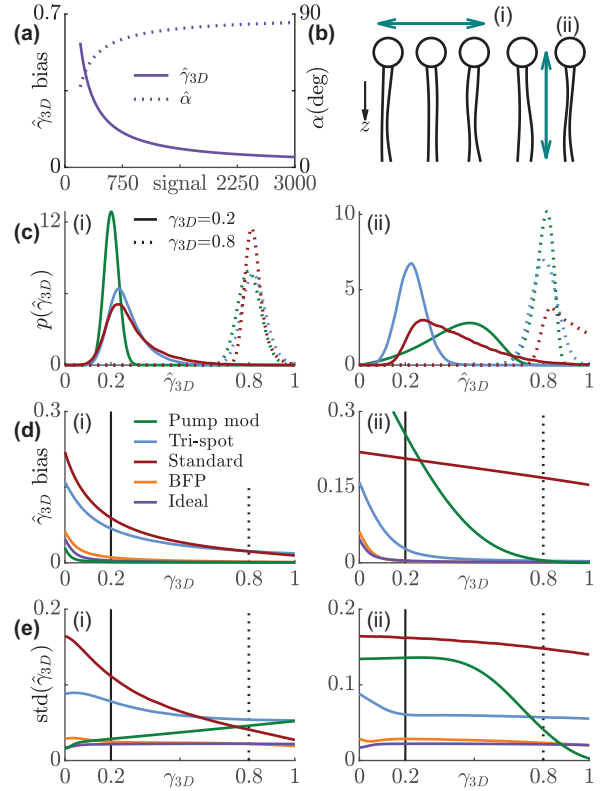 (a)
0.7
90
γ̂3D bias
γ̂3D
α̂
α(deg)
0
0
0
750
signal
2250
3000
(b)
(i)
(ii)
z
(c)
(i)
γ3D=0.2
γ3D=0.8
12
6
0
p(γ̂3D)
0
0.2
γ̂3D
0.8
1
(ii)
10
5
0
0
0.2
γ̂3D
0.8
1
(d)
(i)
0.3
0
γ̂3D bias
Pump mod
Tri-spot
Standard
BFP
Ideal
0
0.2
γ3D
0.8
1
(ii)
0.3
0.15
0
0
0.2
γ3D
0.8
1
(e)
(i)
0.2
0.1
0
std(γ̂3D)
0
0.2
γ3D
0.8
1
(ii)
0.2
0.1
0
0
0.2
γ3D
0.8
1